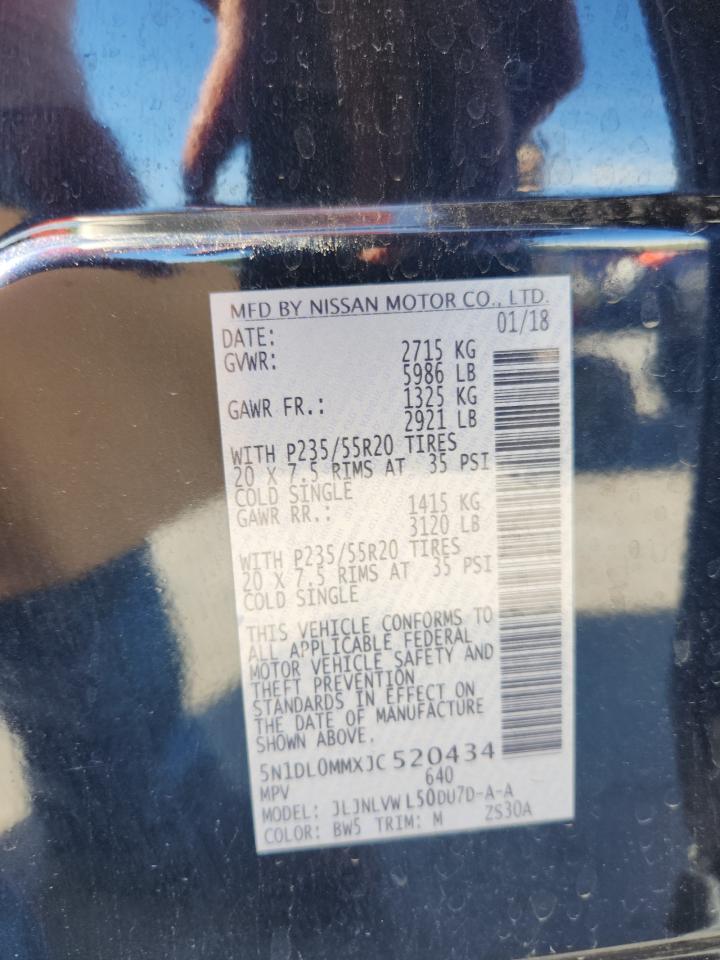 MFD BY NISSAN MOTOR CO., LTD.
DATE: 01/18
GVWR: 2715 KG
5986 LB
GAWR FR.: 1325 KG
2921 LB
WITH P235/55R20 TIRES
20 X 7.5 RIMS AT 35 PSI
COLD SINGLE
GAWR RR.: 1415 KG
3120 LB
WITH P235/55R20 TIRES
20 X 7.5 RIMS AT 35 PSI
COLD SINGLE
THIS VEHICLE CONFORMS TO
ALL APPLICABLE FEDERAL
MOTOR VEHICLE SAFETY AND
THEFT PREVENTION
STANDARDS IN EFFECT ON
THE DATE OF MANUFACTURE
SHOWN ABOVE.
5N1DL0MMXJC 520434
MPV 640
MODEL: JLJNLVW L50DU7D-A-A
COLOR: BW5 TRIM: M ZS30A